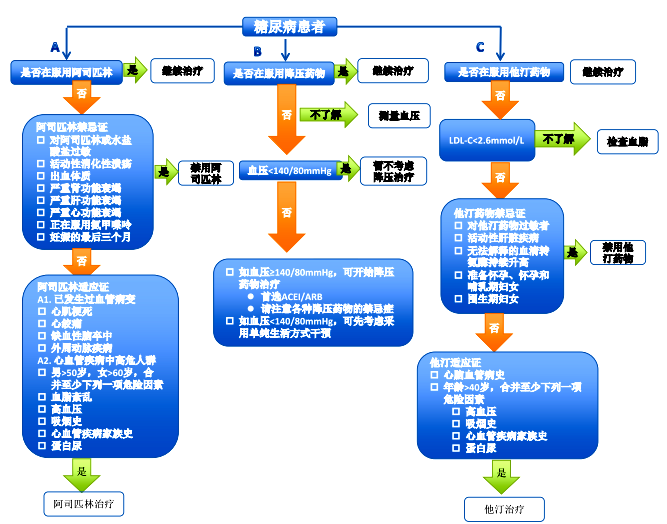 糖尿病患者
A
B
C
是否在服用阿司匹林
是
继续治疗
是否在服用降压药物
是
继续治疗
是否在服用他汀药物
继续治疗
否
否
否
不了解
测量血压
阿司匹林禁忌证
对阿司匹林或水盐
酸盐过敏
活动性消化性溃疡
出血体质
严重肾功能衰竭
严重肝功能衰竭
严重心功能衰竭
正在服用氨甲喋呤
妊娠的最后三个月
是
禁用阿
司匹林
血压<140/80mmHg
是
暂不考虑
降压治疗
LDL-C<2.6mmol/L
不了解
检查血脂
否
否
否
他汀药物禁忌证
对他汀药物过敏者
活动性肝脏疾病
无法解释的血清转
氨酶持续升高
准备怀孕、怀孕和
哺乳期妇女
围生期妇女
是
禁用他
汀药物
阿司匹林适应证
A1. 已发生过血管病变
心肌梗死
心绞痛
缺血性脑卒中
外周动脉疾病
A2. 心血管疾病中高危人群
男>50岁，女>60岁，合
并至少下列一项危险因素
血脂紊乱
高血压
吸烟史
心血管疾病家族史
蛋白尿
如血压≥140/80mmHg，可开始降压
药物治疗
首选ACEI/ARB
请注意各种降压药物的禁忌症
如血压<140/80mmHg，可先考虑采
用单纯生活方式干预
否
他汀适应证
心脑血管病史
年龄>40岁，合并至少下列一项
危险因素
高血压
吸烟史
心血管疾病家族史
蛋白尿
是
阿司匹林治疗
是
他汀治疗